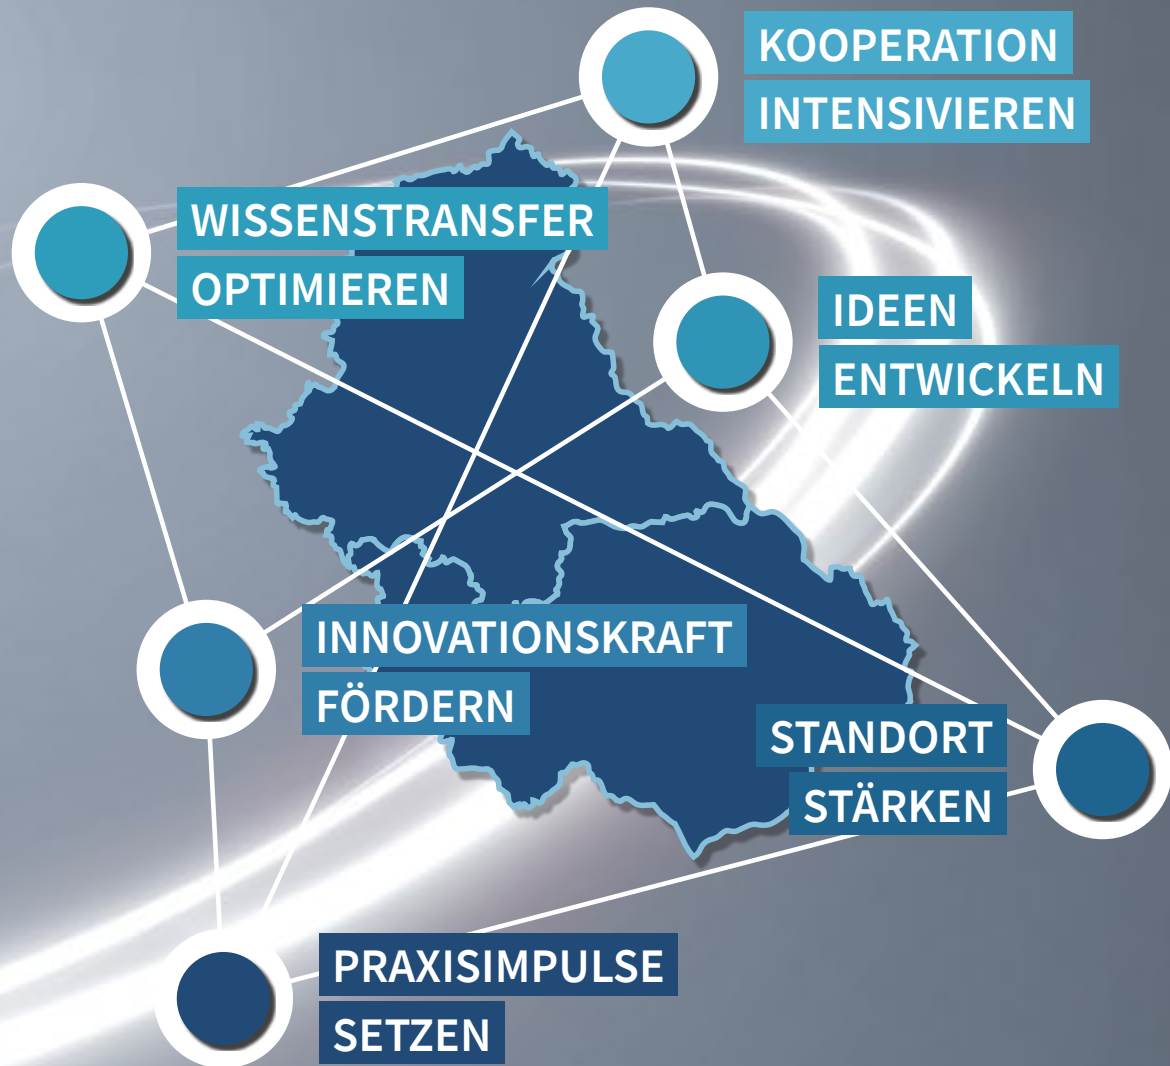 KOOPERATION
INTENSIVIEREN
WISSENSTRANSFER
OPTIMIEREN
IDEEN
ENTWICKELN
INNOVATIONSKRAFT
FÖRDERN
STANDORT
STÄRKEN
PRAXISIMPULSE
SETZEN